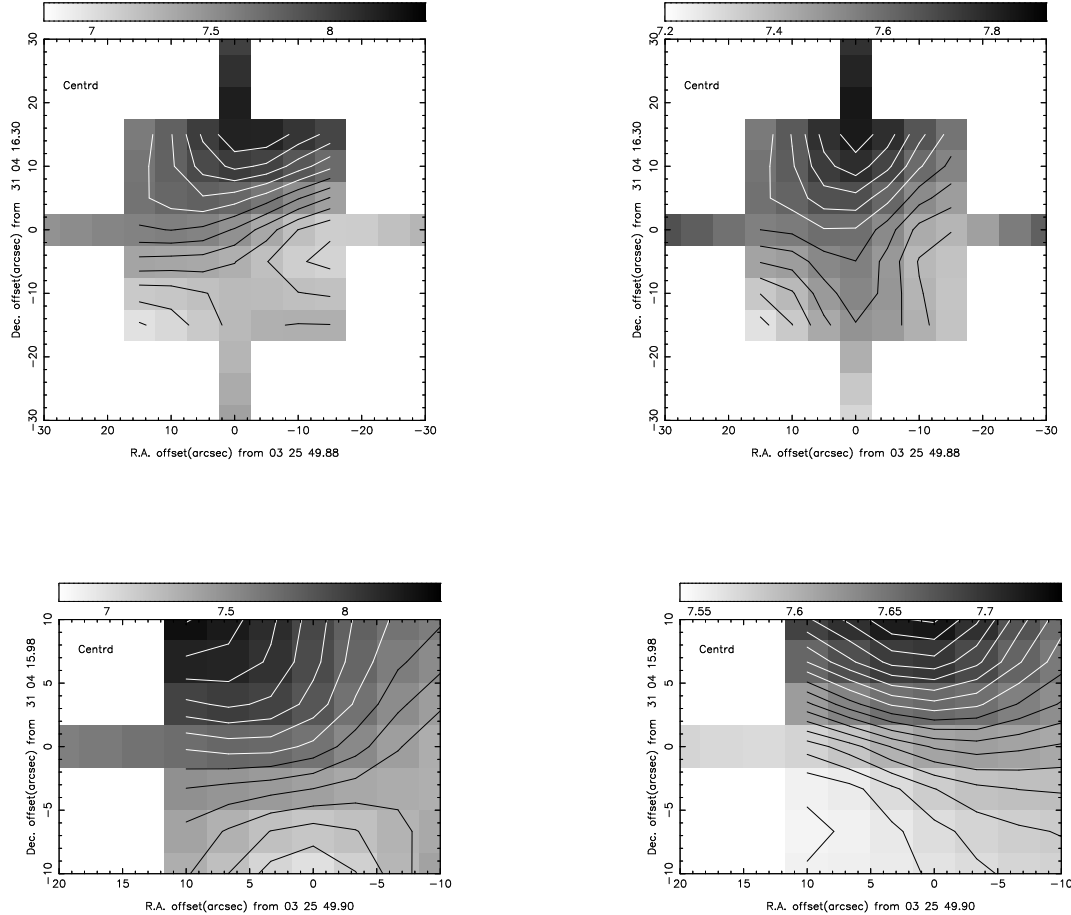 7 7.5 8
30 20 10 0 −10 −20 −30
Centrd
Dec. offset(arcsec) from 31 04 16.30
30 20 10 0 −10 −20 −30
R.A. offset(arcsec) from 03 25 49.88
7.2 7.4 7.6 7.8
30 20 10 0 −10 −20 −30
Centrd
Dec. offset(arcsec) from 31 04 16.30
30 20 10 0 −10 −20 −30
R.A. offset(arcsec) from 03 25 49.88
7 7.5 8
10 5 0 −5 −10
Centrd
Dec. offset(arcsec) from 31 04 15.98
20 15 10 5 0 −5 −10
R.A. offset(arcsec) from 03 25 49.90
7.55 7.6 7.65 7.7
10 5 0 −5 −10
Centrd
Dec. offset(arcsec) from 31 04 15.98
20 15 10 5 0 −5 −10
R.A. offset(arcsec) from 03 25 49.90